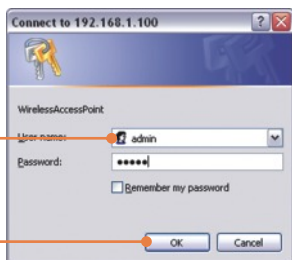 Connect to 192.168.1.100
WirelessAccessPoint
User name:
admin
Password:
•••••
Remember my password
OK
Cancel